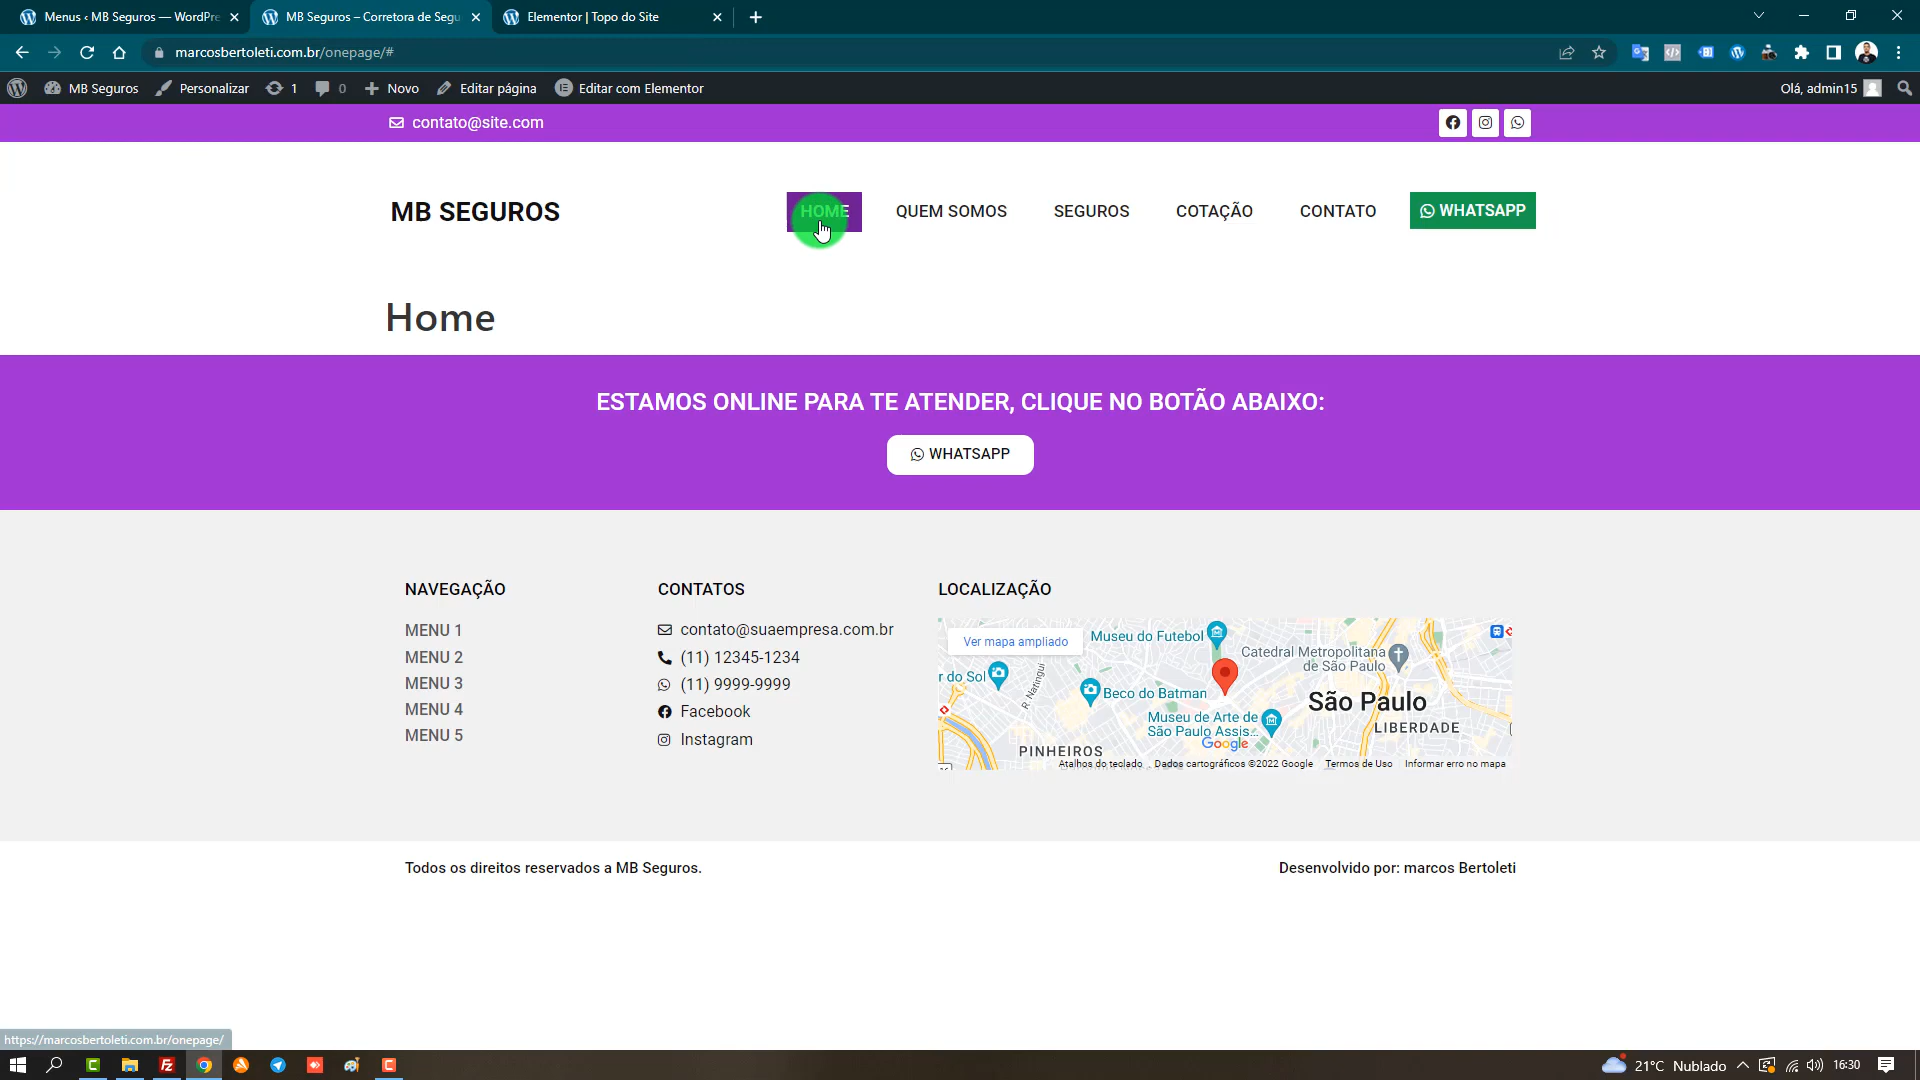 Menus ‹ MB Seguros — WordPre
MB Seguros – Corretora de Segu
Elementor | Topo do Site
marcosbertoleti.com.br/onepage/#
MB Seguros
Personalizar
1
0
Novo
Editar página
Editar com Elementor
Olá, admin15
contato@site.com
MB SEGUROS
HOME
QUEM SOMOS
SEGUROS
COTAÇÃO
CONTATO
WHATSAPP
Home
ESTAMOS ONLINE PARA TE ATENDER, CLIQUE NO BOTÃO ABAIXO:
WHATSAPP
NAVEGAÇÃO
MENU 1
MENU 2
MENU 3
MENU 4
MENU 5
CONTATOS
contato@suaempresa.com.br
(11) 12345-1234
(11) 9999-9999
Facebook
Instagram
LOCALIZAÇÃO
Ver mapa ampliado
Museu do Futebol
Catedral Metropolitana
de São Paulo
r do Sol
R. Natingui
Beco do Batman
São Paulo
Museu de Arte de
São Paulo Assis...
LIBERDADE
Google
PINHEIROS
Atalhos do teclado
Dados cartográficos ©2022 Google
Termos de Uso
Informar erro no mapa
Todos os direitos reservados a MB Seguros.
Desenvolvido por: marcos Bertoleti
https://marcosbertoleti.com.br/onepage/
21°C Nublado
16:30